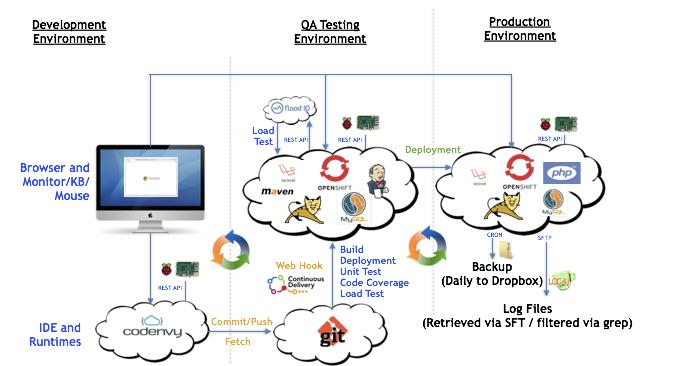 Development
Environment
QA Testing
Environment
Production
Environment
flood IO
Load
Test
REST API
REST API
REST API
Deployment
Browser and
Monitor/KB/
Mouse
laravel
OPENSHIFT
maven
MySQL
laravel
OPENSHIFT
php
MySQL
CRON
SFTP
Build
Deployment
Unit Test
Code Coverage
Load Test
Web Hook
Continuous
Delivery
Backup
(Daily to Dropbox)
Log Files
(Retrieved via SFT / filtered via grep)
REST API
IDE and
Runtimes
codenvy
Commit/Push
Fetch
git